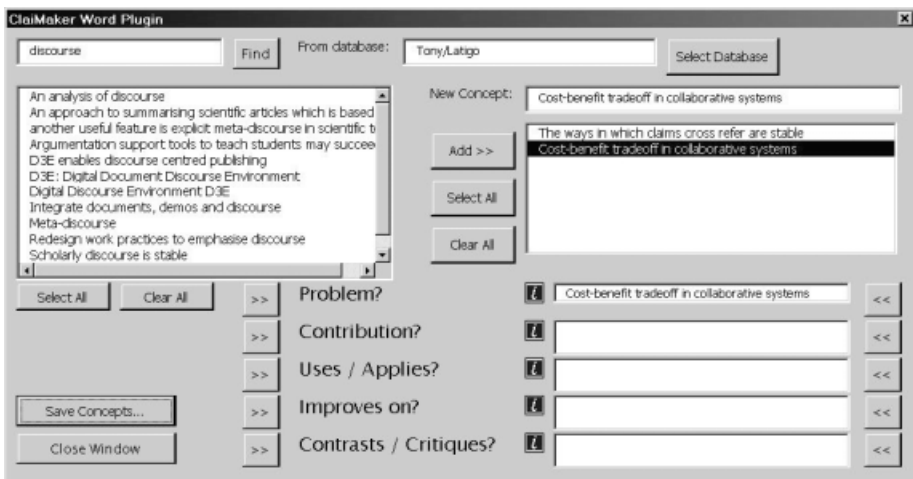 ClaiMaker Word Plugin
discourse
Find
From database:
Tony/Latigo
Select Database
An analysis of discourse
An approach to summarising scientific articles which is based
another useful feature is explicit meta-discourse in scientific t
Argumentation support tools to teach students may succee
D3E enables discourse centred publishing
D3E: Digital Document Discourse Environment
Digital Discourse Environment D3E
Integrate documents, demos and discourse
Meta-discourse
Redesign work practices to emphasise discourse
Scholarly discourse is stable
New Concept:
Cost-benefit tradeoff in collaborative systems
Add >>
Select All
Clear All
The ways in which claims cross refer are stable
Cost-benefit tradeoff in collaborative systems
Select All
Clear All
>> Problem? i Cost-benefit tradeoff in collaborative systems <<
>> Contribution? i <<
>> Uses / Applies? i <<
Save Concepts...
>> Improves on? i <<
Close Window
>> Contrasts / Critiques? i <<